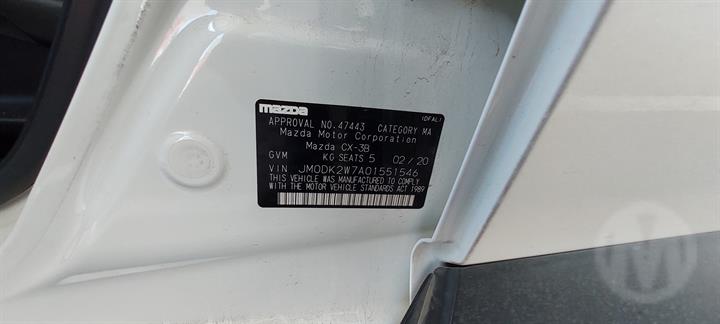 mazda
IDFAL1
APPROVAL NO.47443 CATEGORY MA
Mazda Motor Corporation
Mazda CX-3B
GVM KG SEATS 5 02/20
VIN JM0DK2W7A01551546
THIS VEHICLE WAS MANUFACTURED TO COMPLY
WITH THE MOTOR VEHICLE STANDARDS ACT 1989
M